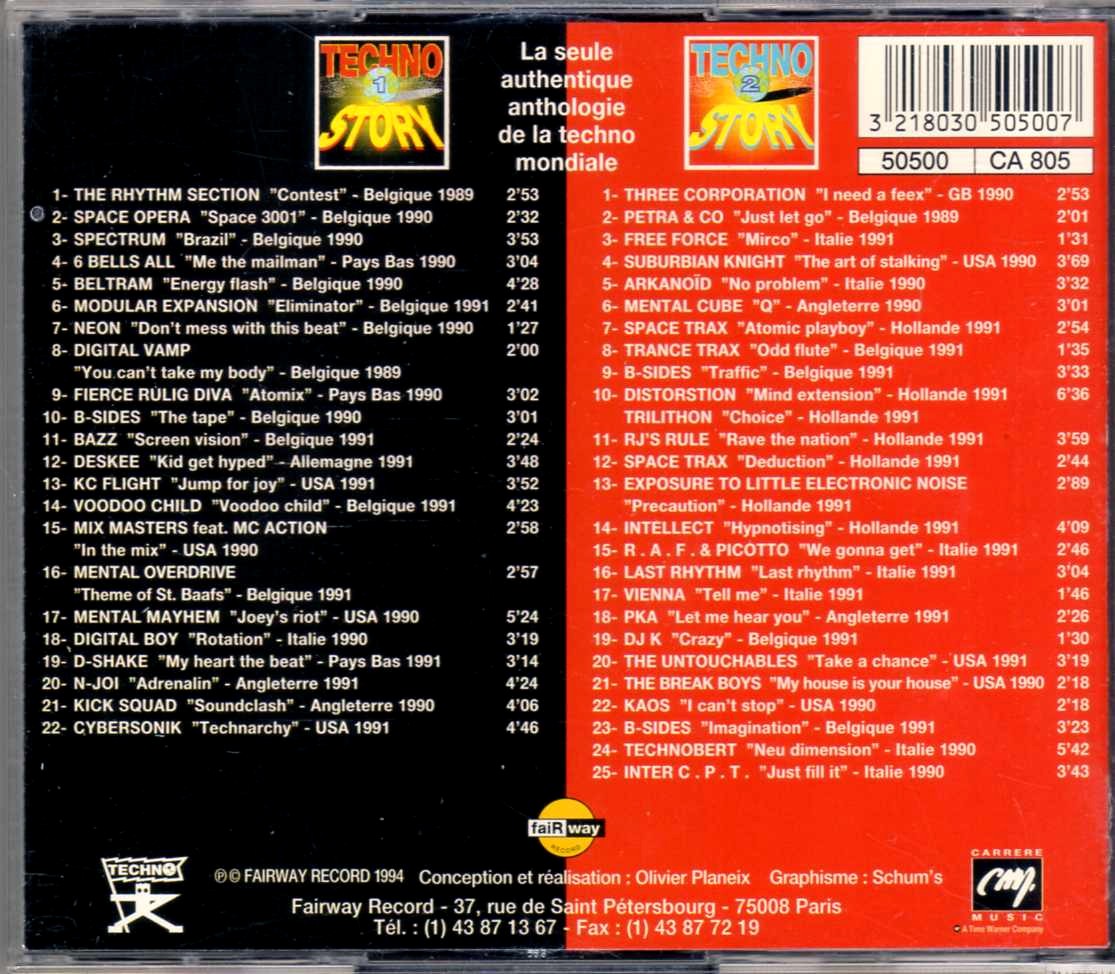 TECHNO
1
STORY
La seule
authentique
anthologie
de la techno
mondiale
TECHNO
2
STORY
3 218030 505007
50500 CA 805
1- THE RHYTHM SECTION "Contest" - Belgique 1989 2'53
2- SPACE OPERA "Space 3001" - Belgique 1990 2'32
3- SPECTRUM "Brazil" - Belgique 1990 3'53
4- 6 BELLS ALL "Me the mailman" - Pays Bas 1990 3'04
5- BELTRAM "Energy flash" - Belgique 1990 4'28
6- MODULAR EXPANSION "Eliminator" - Belgique 1991 2'41
7- NEON "Don't mess with this beat" - Belgique 1990 1'27
8- DIGITAL VAMP 2'00
"You can't take my body" - Belgique 1989
9- FIERCE RULIG DIVA "Atomix" - Pays Bas 1990 3'02
10- B-SIDES "The tape" - Belgique 1990 3'01
11- BAZZ "Screen vision" - Belgique 1991 2'24
12- DESKEE "Kid get hyped" - Allemagne 1991 3'48
13- KC FLIGHT "Jump for joy" - USA 1991 3'52
14- VOODOO CHILD "Voodoo child" - Belgique 1991 4'23
15- MIX MASTERS feat. MC ACTION 2'58
"In the mix" - USA 1990
16- MENTAL OVERDRIVE 2'57
"Theme of St. Baafs" - Belgique 1991
17- MENTAL MAYHEM "Joey's riot" - USA 1990 5'24
18- DIGITAL BOY "Rotation" - Italie 1990 3'19
19- D-SHAKE "My heart the beat" - Pays Bas 1991 3'14
20- N-JOI "Adrenalin" - Angleterre 1991 4'24
21- KICK SQUAD "Soundclash" - Angleterre 1990 4'06
22- CYBERSONIK "Technarchy" - USA 1991 4'46
1- THREE CORPORATION "I need a feex" - GB 1990 2'53
2- PETRA & CO "Just let go" - Belgique 1989 2'01
3- FREE FORCE "Mirco" - Italie 1991 1'31
4- SUBURBIAN KNIGHT "The art of stalking" - USA 1990 3'69
5- ARKANOÏD "No problem" - Italie 1990 3'32
6- MENTAL CUBE "Q" - Angleterre 1990 3'01
7- SPACE TRAX "Atomic playboy" - Hollande 1991 2'54
8- TRANCE TRAX "Odd flute" - Belgique 1991 1'35
9- B-SIDES "Traffic" - Belgique 1991 3'33
10- DISTORSTION "Mind extension" - Hollande 1991 6'36
TRILITHON "Choice" - Hollande 1991
11- RJ'S RULE "Rave the nation" - Hollande 1991 3'59
12- SPACE TRAX "Deduction" - Hollande 1991 2'44
13- EXPOSURE TO LITTLE ELECTRONIC NOISE 2'89
"Precaution" - Hollande 1991
14- INTELLECT "Hypnotising" - Hollande 1991 4'09
15- R . A . F . & PICOTTO "We gonna get" - Italie 1991 2'46
16- LAST RHYTHM "Last rhythm" - Italie 1991 3'04
17- VIENNA "Tell me" - Italie 1991 1'46
18- PKA "Let me hear you" - Angleterre 1991 2'26
19- DJ K "Crazy" - Belgique 1991 1'30
20- THE UNTOUCHABLES "Take a chance" - USA 1991 3'19
21- THE BREAK BOYS "My house is your house" - USA 1990 2'18
22- KAOS "I can't stop" - USA 1990 2'18
23- B-SIDES "Imagination" - Belgique 1991 3'23
24- TECHNOBERT "Neu dimension" - Italie 1990 5'42
25- INTER C . P . T . "Just fill it" - Italie 1990 3'43
faiR way
RECORD
TECHNO
℗ © FAIRWAY RECORD 1994 Conception et réalisation : Olivier Planeix Graphisme : Schum's
Fairway Record - 37, rue de Saint Pétersbourg - 75008 Paris
Tél. : (1) 43 87 13 67 - Fax : (1) 43 87 72 19
CARRERE
MUSIC
A Time Warner Company